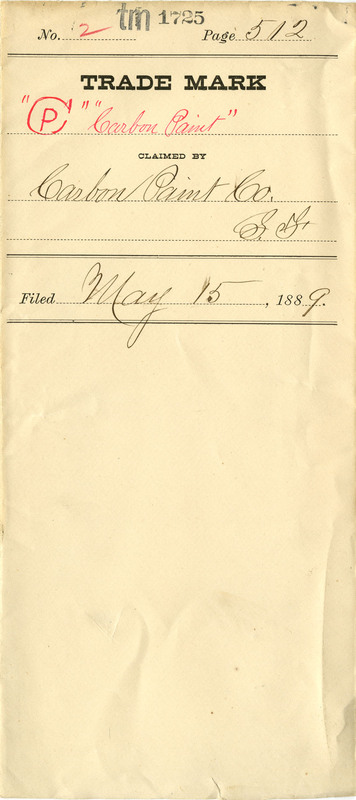 tm 1725
No. 2 Page 512
TRADE MARK
"Ⓟ" "Carbon Paint"
CLAIMED BY
Carbon Paint Co.
S. F.
Filed May 15, 1889.